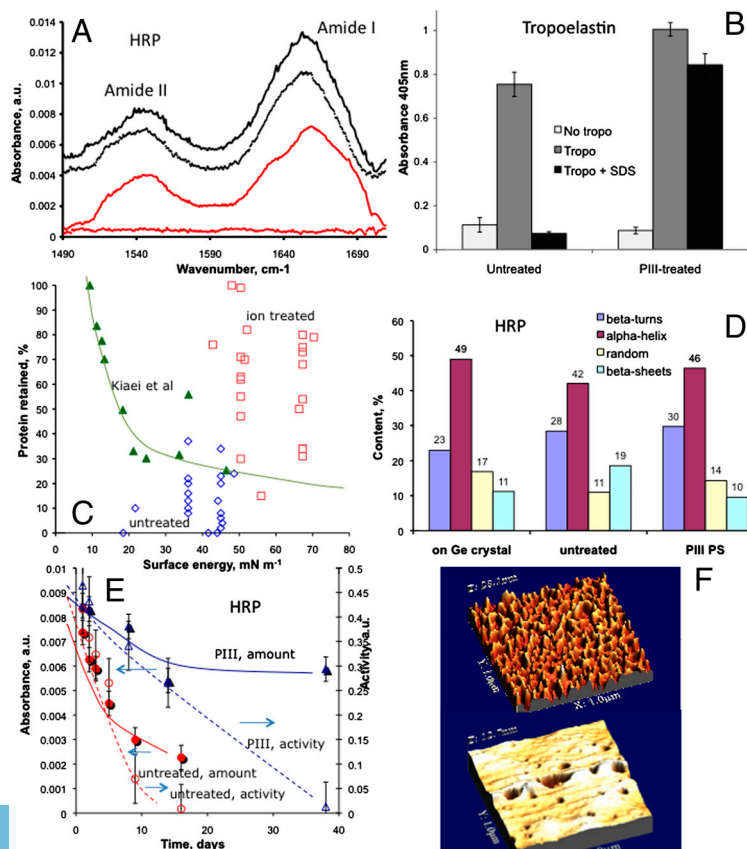 A
HRP
Amide I
Amide II
Absorbance, a.u.
0.014
0.012
0.01
0.008
0.006
0.004
0.002
0
1490 1540 1590 1640 1690
Wavenumber, cm-1
B
Tropoelastin
Absorbance 405nm
1
0.8
0.6
0.4
0.2
0
No tropo
Tropo
Tropo + SDS
Untreated PIII-treated
C
Protein retained, %
100
90
80
70
60
50
40
30
20
10
0
ion treated
Kiaei et al
untreated
0 10 20 30 40 50 60 70 80
Surface energy, mN m-1
D
HRP
beta-turns
alpha-helix
random
beta-sheets
Content, %
60
50
40
30
20
10
0
23 49 17 11
28 42 11 19
30 46 14 10
on Ge crystal untreated PIII PS
E
HRP
Absorbance, a.u.
0.01
0.009
0.008
0.007
0.006
0.005
0.004
0.003
0.002
0.001
0
PIII, amount
PIII, activity
untreated, amount
untreated, activity
Activity, a.u.
0.5
0.45
0.4
0.35
0.3
0.25
0.2
0.15
0.1
0.05
0
0 10 20 30 40
Time, days
F
Y: 1.0µm
X: 1.0µm
Y: 1.0µm